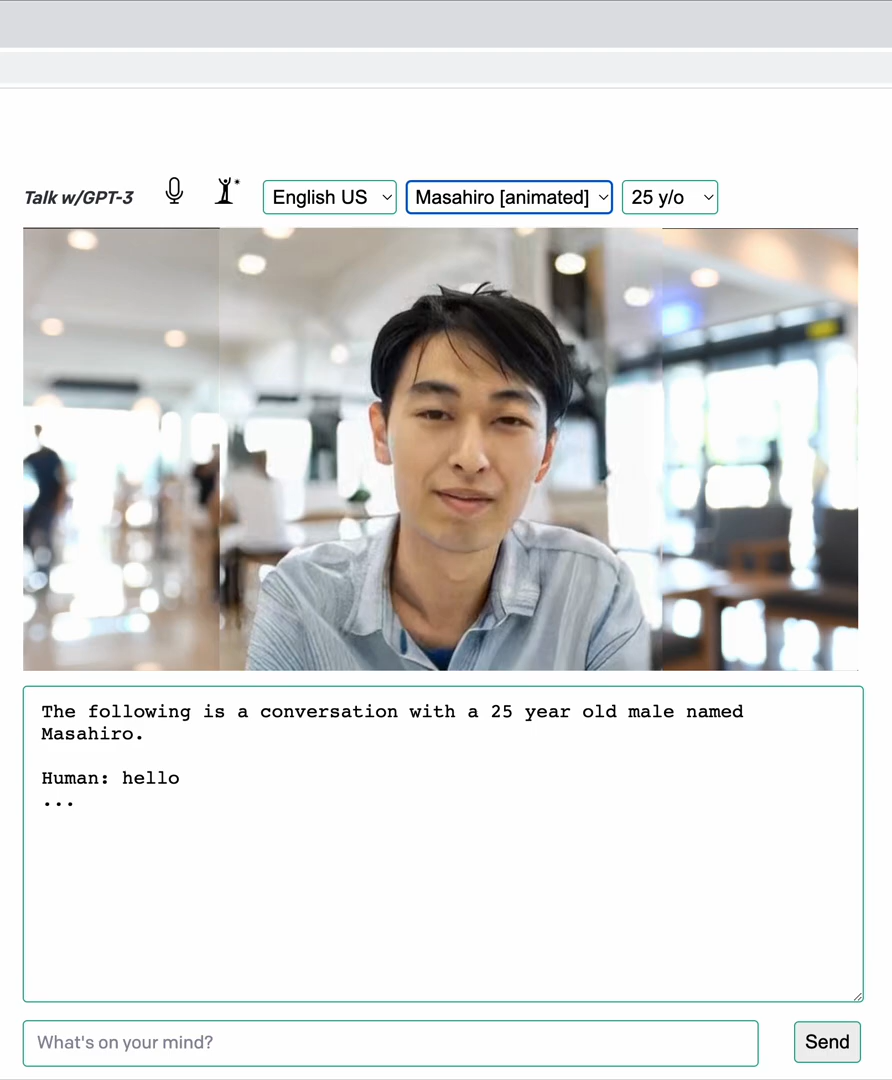 Talk w/GPT-3
English US
Masahiro [animated]
25 y/o
The following is a conversation with a 25 year old male named
Masahiro.
Human: hello
...
What's on your mind?
Send